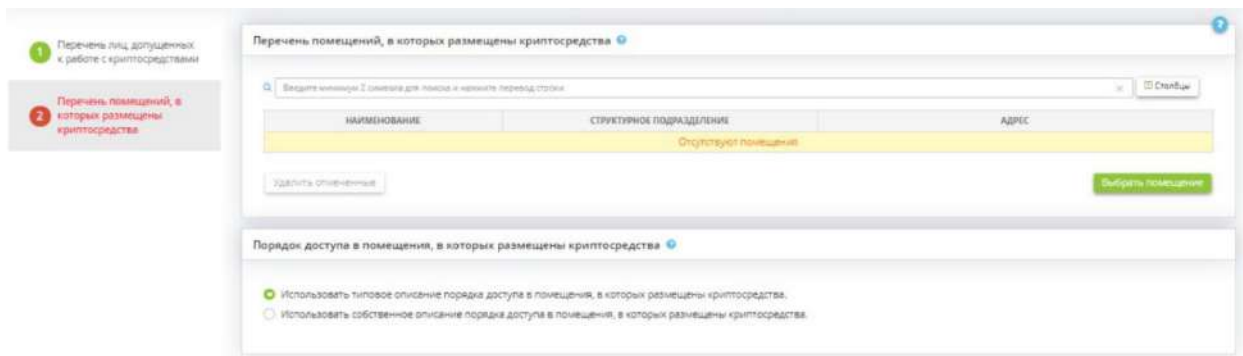 ?
1 Перечень лиц, допущенных
к работе с криптосредствами
2 Перечень помещений, в
которых размещены
криптосредства
Перечень помещений, в которых размещены криптосредства ?
Введите минимум 2 символа для поиска и нажмите перевод строки × Столбцы
НАИМЕНОВАНИЕ СТРУКТУРНОЕ ПОДРАЗДЕЛЕНИЕ АДРЕС
Отсутствуют помещения
Удалить отмеченные Выбрать помещение
Порядок доступа в помещения, в которых размещены криптосредства ?
Использовать типовое описание порядка доступа в помещения, в которых размещены криптосредства.
Использовать собственное описание порядка доступа в помещения, в которых размещены криптосредства.